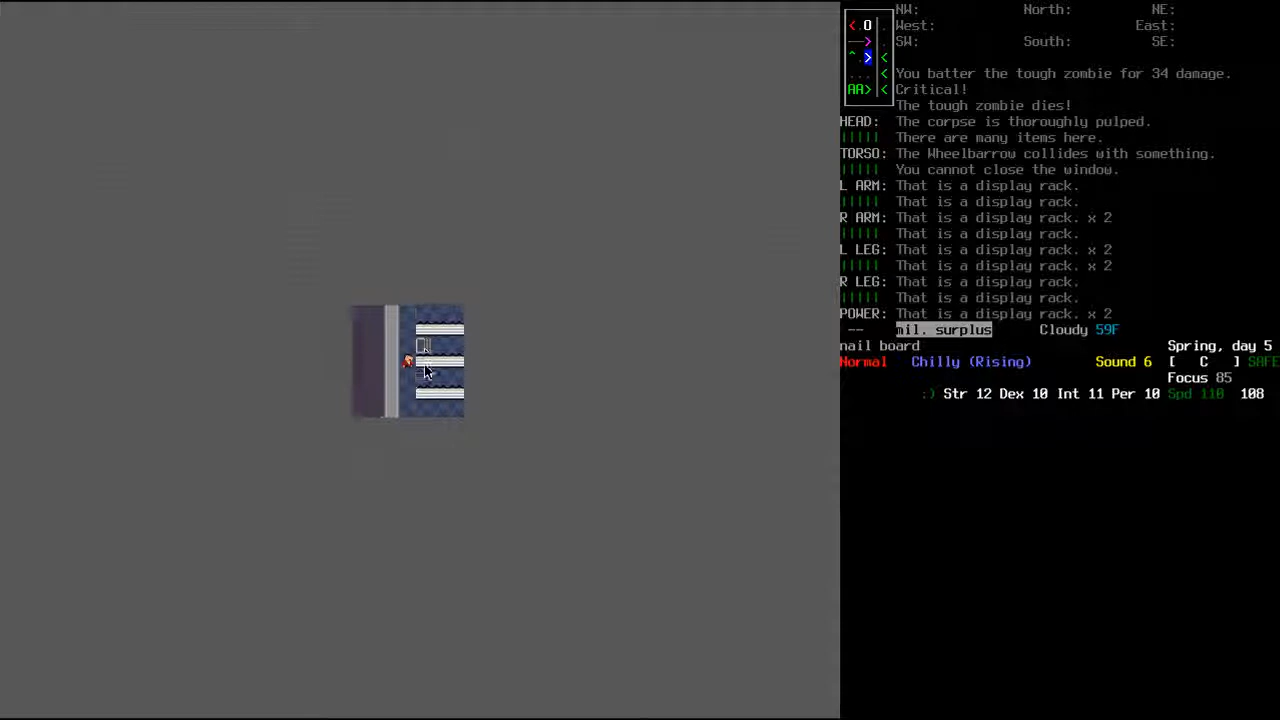 NW: North: NE:
< O West: East:
——> SW: South: SE:
^ . > <
... < You batter the tough zombie for 34 damage.
AA> < Critical!
The tough zombie dies!
HEAD: The corpse is thoroughly pulped.
||||| There are many items here.
TORSO: The Wheelbarrow collides with something.
||||| You cannot close the window.
L ARM: That is a display rack.
||||| That is a display rack.
R ARM: That is a display rack. x 2
||||| That is a display rack.
L LEG: That is a display rack. x 2
||||| That is a display rack. x 2
R LEG: That is a display rack.
||||| That is a display rack.
POWER: That is a display rack. x 2
-- mil. surplus Cloudy 59F
nail board Spring, day 5
Normal Chilly (Rising) Sound 6 [ C ] SAFE
Focus 85
:) Str 12 Dex 10 Int 11 Per 10 Spd 110 108